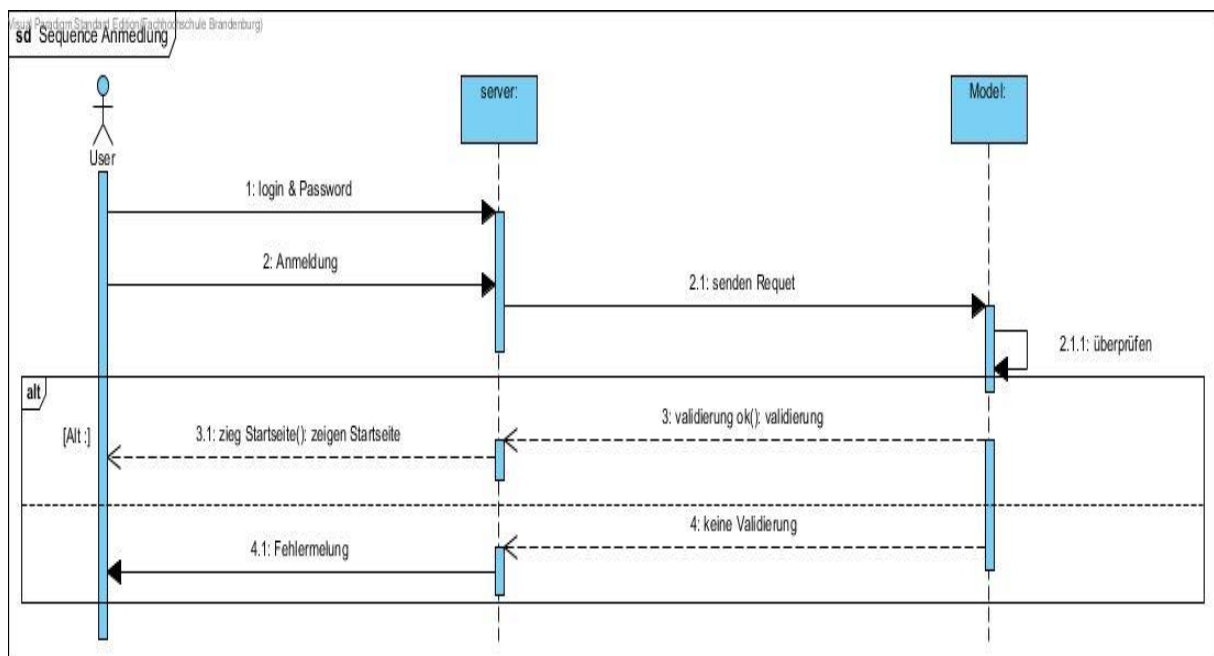 Visual Paradigm Standard Edition(Fachhochschule Brandenburg)
sd Sequence Anmedlung
User
server:
Model:
1: login & Password
2: Anmeldung
2.1: senden Requet
2.1.1: überprüfen
alt
[Alt :]
3: validierung ok(): validierung
3.1: zieg Startseite(): zeigen Startseite
4: keine Validierung
4.1: Fehlermelung